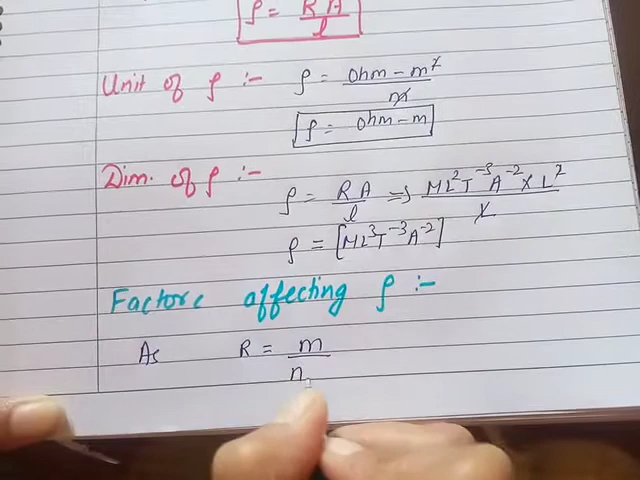 ρ = RA/l
Unit of ρ :- ρ = Ohm - m²/m
ρ = Ohm - m
Dim. of ρ :-
ρ = RA/l ⇒ ML²T⁻³A⁻² X L²/L
ρ = [ML³T⁻³A⁻²]
Factors affecting ρ :-
As R = m/n